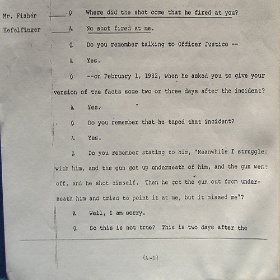 Mr. Fisher Q Where did the shot come that he fired at you?
Hefelfinger A No shot fired at me.
Q Do you remember talking to Officer Justice --
A Yes.
Q --on February 1, 1982, when he asked you to give your
version of the facts some two or three days after the incident?
A Yes.
Q Do you remember that he taped that incident?
A Yes.
Q Do you remember stating to him, "Meanwhile I struggle
with him, and the gun got up underneath of him, and the gun went
off, and he shot himself. Then he got the gun out from under-
neath him and tried to point it at me, but it missed me"?
A Well, I am sorry.
Q So this is not true? This is two days after the